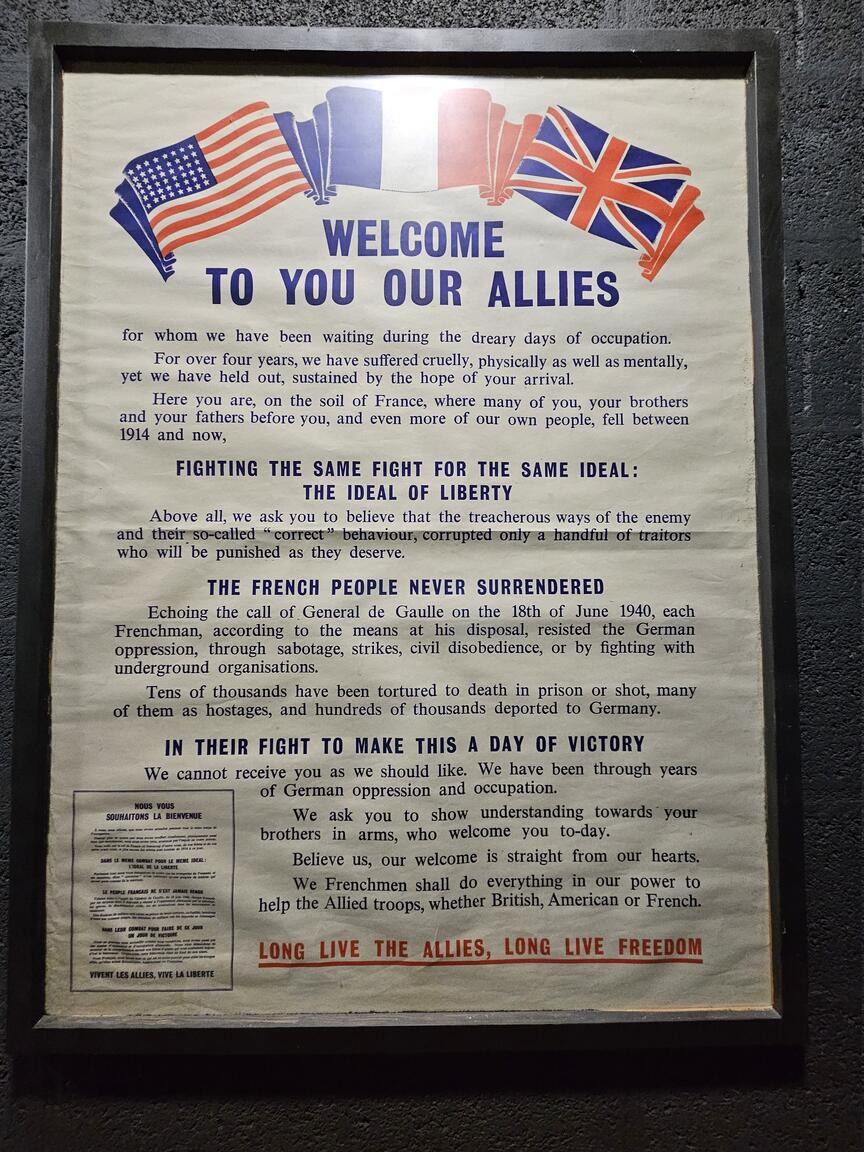 WELCOME
TO YOU OUR ALLIES
for whom we have been waiting during the dreary days of occupation.
For over four years, we have suffered cruelly, physically as well as mentally,
yet we have held out, sustained by the hope of your arrival.
Here you are, on the soil of France, where many of you, your brothers
and your fathers before you, and even more of our own people, fell between
1914 and now,
FIGHTING THE SAME FIGHT FOR THE SAME IDEAL:
THE IDEAL OF LIBERTY
Above all, we ask you to believe that the treacherous ways of the enemy
and their so-called "correct" behaviour, corrupted only a handful of traitors
who will be punished as they deserve.
THE FRENCH PEOPLE NEVER SURRENDERED
Echoing the call of General de Gaulle on the 18th of June 1940, each
Frenchman, according to the means at his disposal, resisted the German
oppression, through sabotage, strikes, civil disobedience, or by fighting with
underground organisations.
Tens of thousands have been tortured to death in prison or shot, many
of them as hostages, and hundreds of thousands deported to Germany.
IN THEIR FIGHT TO MAKE THIS A DAY OF VICTORY
We cannot receive you as we should like. We have been through years
of German oppression and occupation.
We ask you to show understanding towards your
brothers in arms, who welcome you to-day.
Believe us, our welcome is straight from our hearts.
We Frenchmen shall do everything in our power to
help the Allied troops, whether British, American or French.
LONG LIVE THE ALLIES, LONG LIVE FREEDOM
NOUS VOUS
SOUHAITONS LA BIENVENUE
DANS LE MEME COMBAT POUR LE MEME IDEAL:
L'IDEAL DE LA LIBERTE
LE PEUPLE FRANCAIS NE S'EST JAMAIS RENDU
DANS LEUR COMBAT POUR FAIRE DE CE JOUR
UN JOUR DE VICTOIRE
VIVENT LES ALLIES, VIVE LA LIBERTE